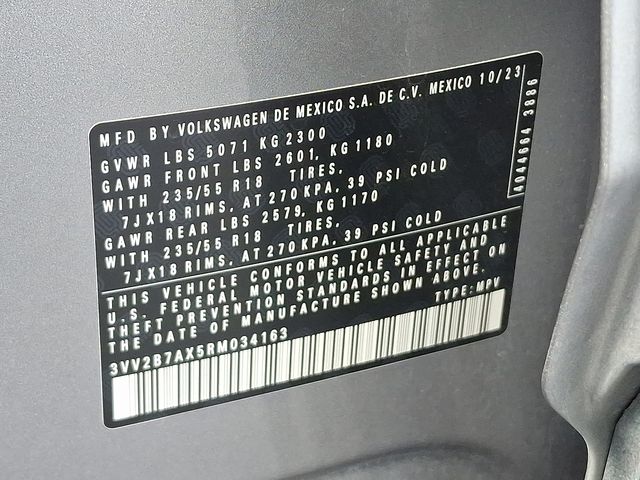 MFD BY VOLKSWAGEN DE MEXICO S.A. DE C.V. MEXICO 10/23
GVWR LBS 5071 KG 2300
GAWR FRONT LBS 2601, KG 1180
WITH 235/55 R18 TIRES,
7JX18 RIMS, AT 270 KPA, 39 PSI COLD
GAWR REAR LBS 2579, KG 1170
WITH 235/55 R18 TIRES,
7JX18 RIMS, AT 270 KPA, 39 PSI COLD
4044664 3886
THIS VEHICLE CONFORMS TO ALL APPLICABLE
U.S. FEDERAL MOTOR VEHICLE SAFETY AND
THEFT PREVENTION STANDARDS IN EFFECT ON
THE DATE OF MANUFACTURE SHOWN ABOVE.
3VV2B7AX5RM034163 TYPE:MPV